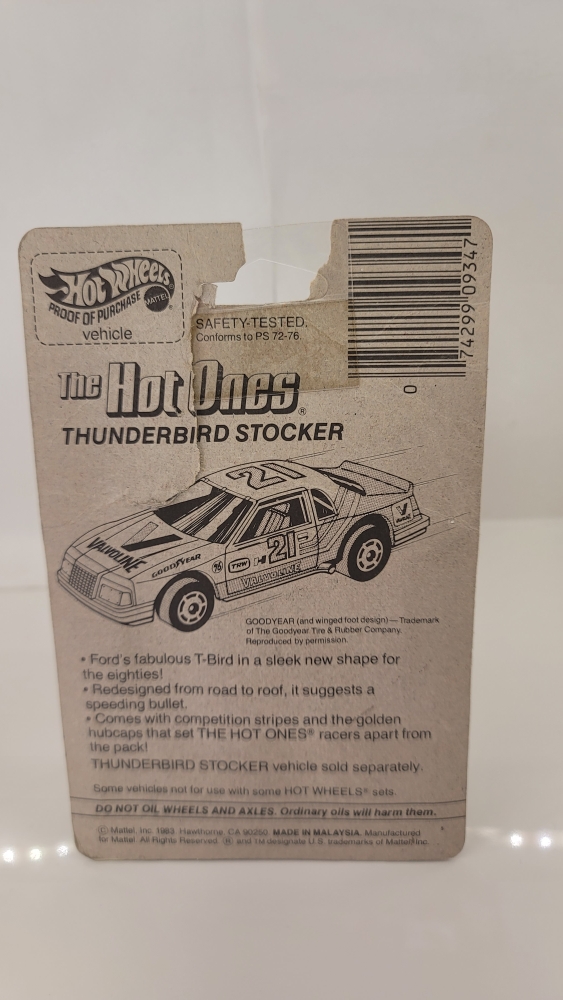 Hot Wheels®
MATTEL
PROOF OF PURCHASE
vehicle
SAFETY-TESTED.
Conforms to PS 72-76.
74299 09347
0
The Hot Ones®
THUNDERBIRD STOCKER
21
VALVOLINE
GOODYEAR
76
TRW
21
VALVOLINE
GOODYEAR (and winged foot design)— Trademark
of The Goodyear Tire & Rubber Company.
Reproduced by permission.
• Ford's fabulous T-Bird in a sleek new shape for
the eighties!
• Redesigned from road to roof, it suggests a
speeding bullet.
• Comes with competition stripes and the golden
hubcaps that set THE HOT ONES® racers apart from
the pack!
THUNDERBIRD STOCKER vehicle sold separately.
Some vehicles not for use with some HOT WHEELS® sets.
DO NOT OIL WHEELS AND AXLES. Ordinary oils will harm them.
© Mattel, Inc. 1983. Hawthorne, CA 90250. MADE IN MALAYSIA. Manufactured
for Mattel. All Rights Reserved. ® and TM designate U.S. trademarks of Mattel, Inc.